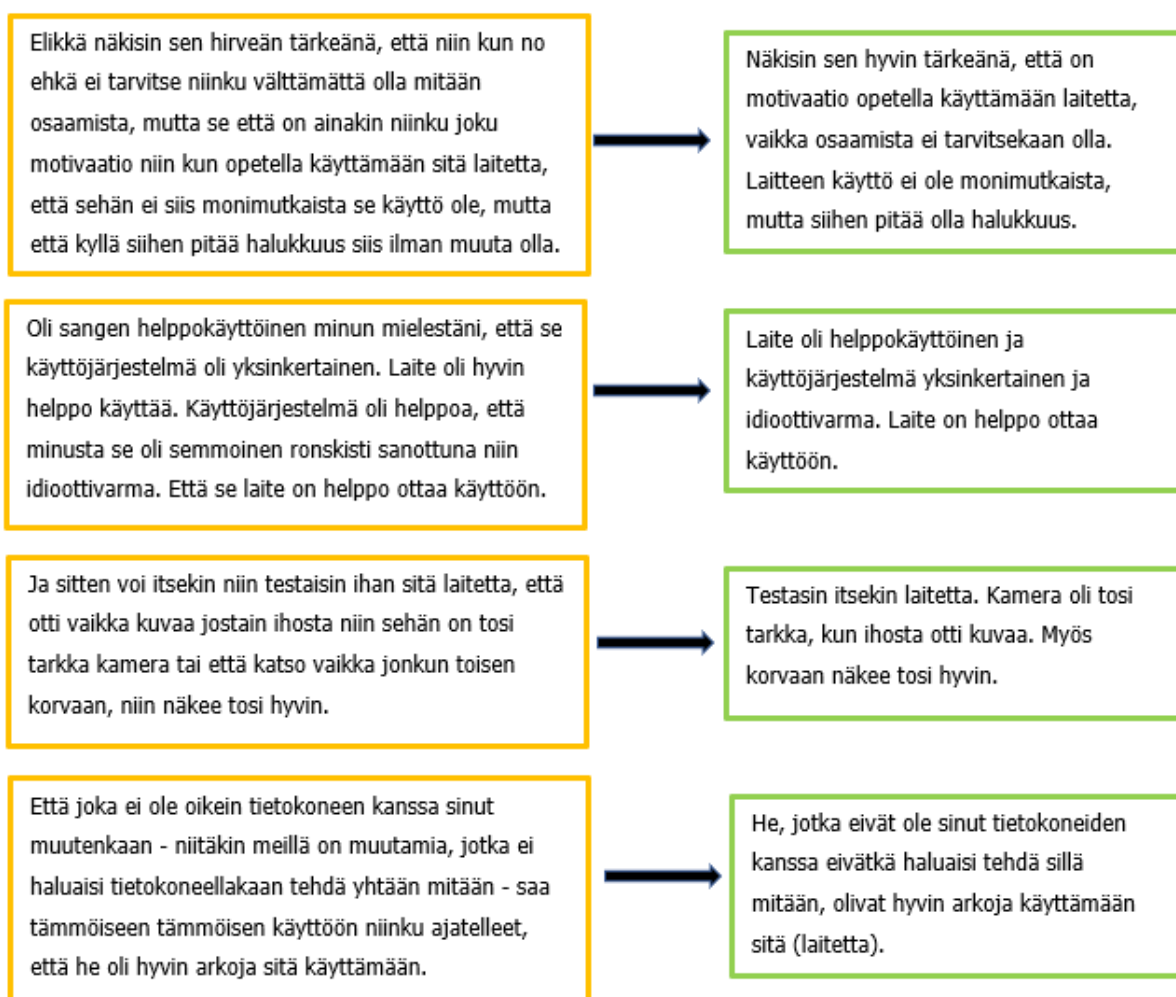 Elikkä näkisin sen hirveän tärkeänä, että niin kun no
ehkä ei tarvitse niinku välttämättä olla mitään
osaamista, mutta se että on ainakin niinku joku
motivaatio niin kun opetella käyttämään sitä laitetta,
että sehän ei siis monimutkaista se käyttö ole, mutta
että kyllä siihen pitää halukkuus siis ilman muuta olla.
Näkisin sen hyvin tärkeänä, että on
motivaatio opetella käyttämään laitetta,
vaikka osaamista ei tarvitsekaan olla.
Laitteen käyttö ei ole monimutkaista,
mutta siihen pitää olla halukkuus.
Oli sangen helppokäyttöinen minun mielestäni, että se
käyttöjärjestelmä oli yksinkertainen. Laite oli hyvin
helppo käyttää. Käyttöjärjestelmä oli helppoa, että
minusta se oli semmoinen ronskisti sanottuna niin
idioottivarma. Että se laite on helppo ottaa käyttöön.
Laite oli helppokäyttöinen ja
käyttöjärjestelmä yksinkertainen ja
idioottivarma. Laite on helppo ottaa
käyttöön.
Ja sitten voi itsekin niin testaisin ihan sitä laitetta, että
otti vaikka kuvaa jostain ihosta niin sehän on tosi
tarkka kamera tai että katso vaikka jonkun toisen
korvaan, niin näkee tosi hyvin.
Testasin itsekin laitetta. Kamera oli tosi
tarkka, kun ihosta otti kuvaa. Myös
korvaan näkee tosi hyvin.
Että joka ei ole oikein tietokoneen kanssa sinut
muutenkaan - niitäkin meillä on muutamia, jotka ei
haluaisi tietokoneellakaan tehdä yhtään mitään - saa
tämmöiseen tämmöisen käyttöön niinku ajatelleet,
että he oli hyvin arkoja sitä käyttämään.
He, jotka eivät ole sinut tietokoneiden
kanssa eivätkä haluaisi tehdä sillä
mitään, olivat hyvin arkoja käyttämään
sitä (laitetta).